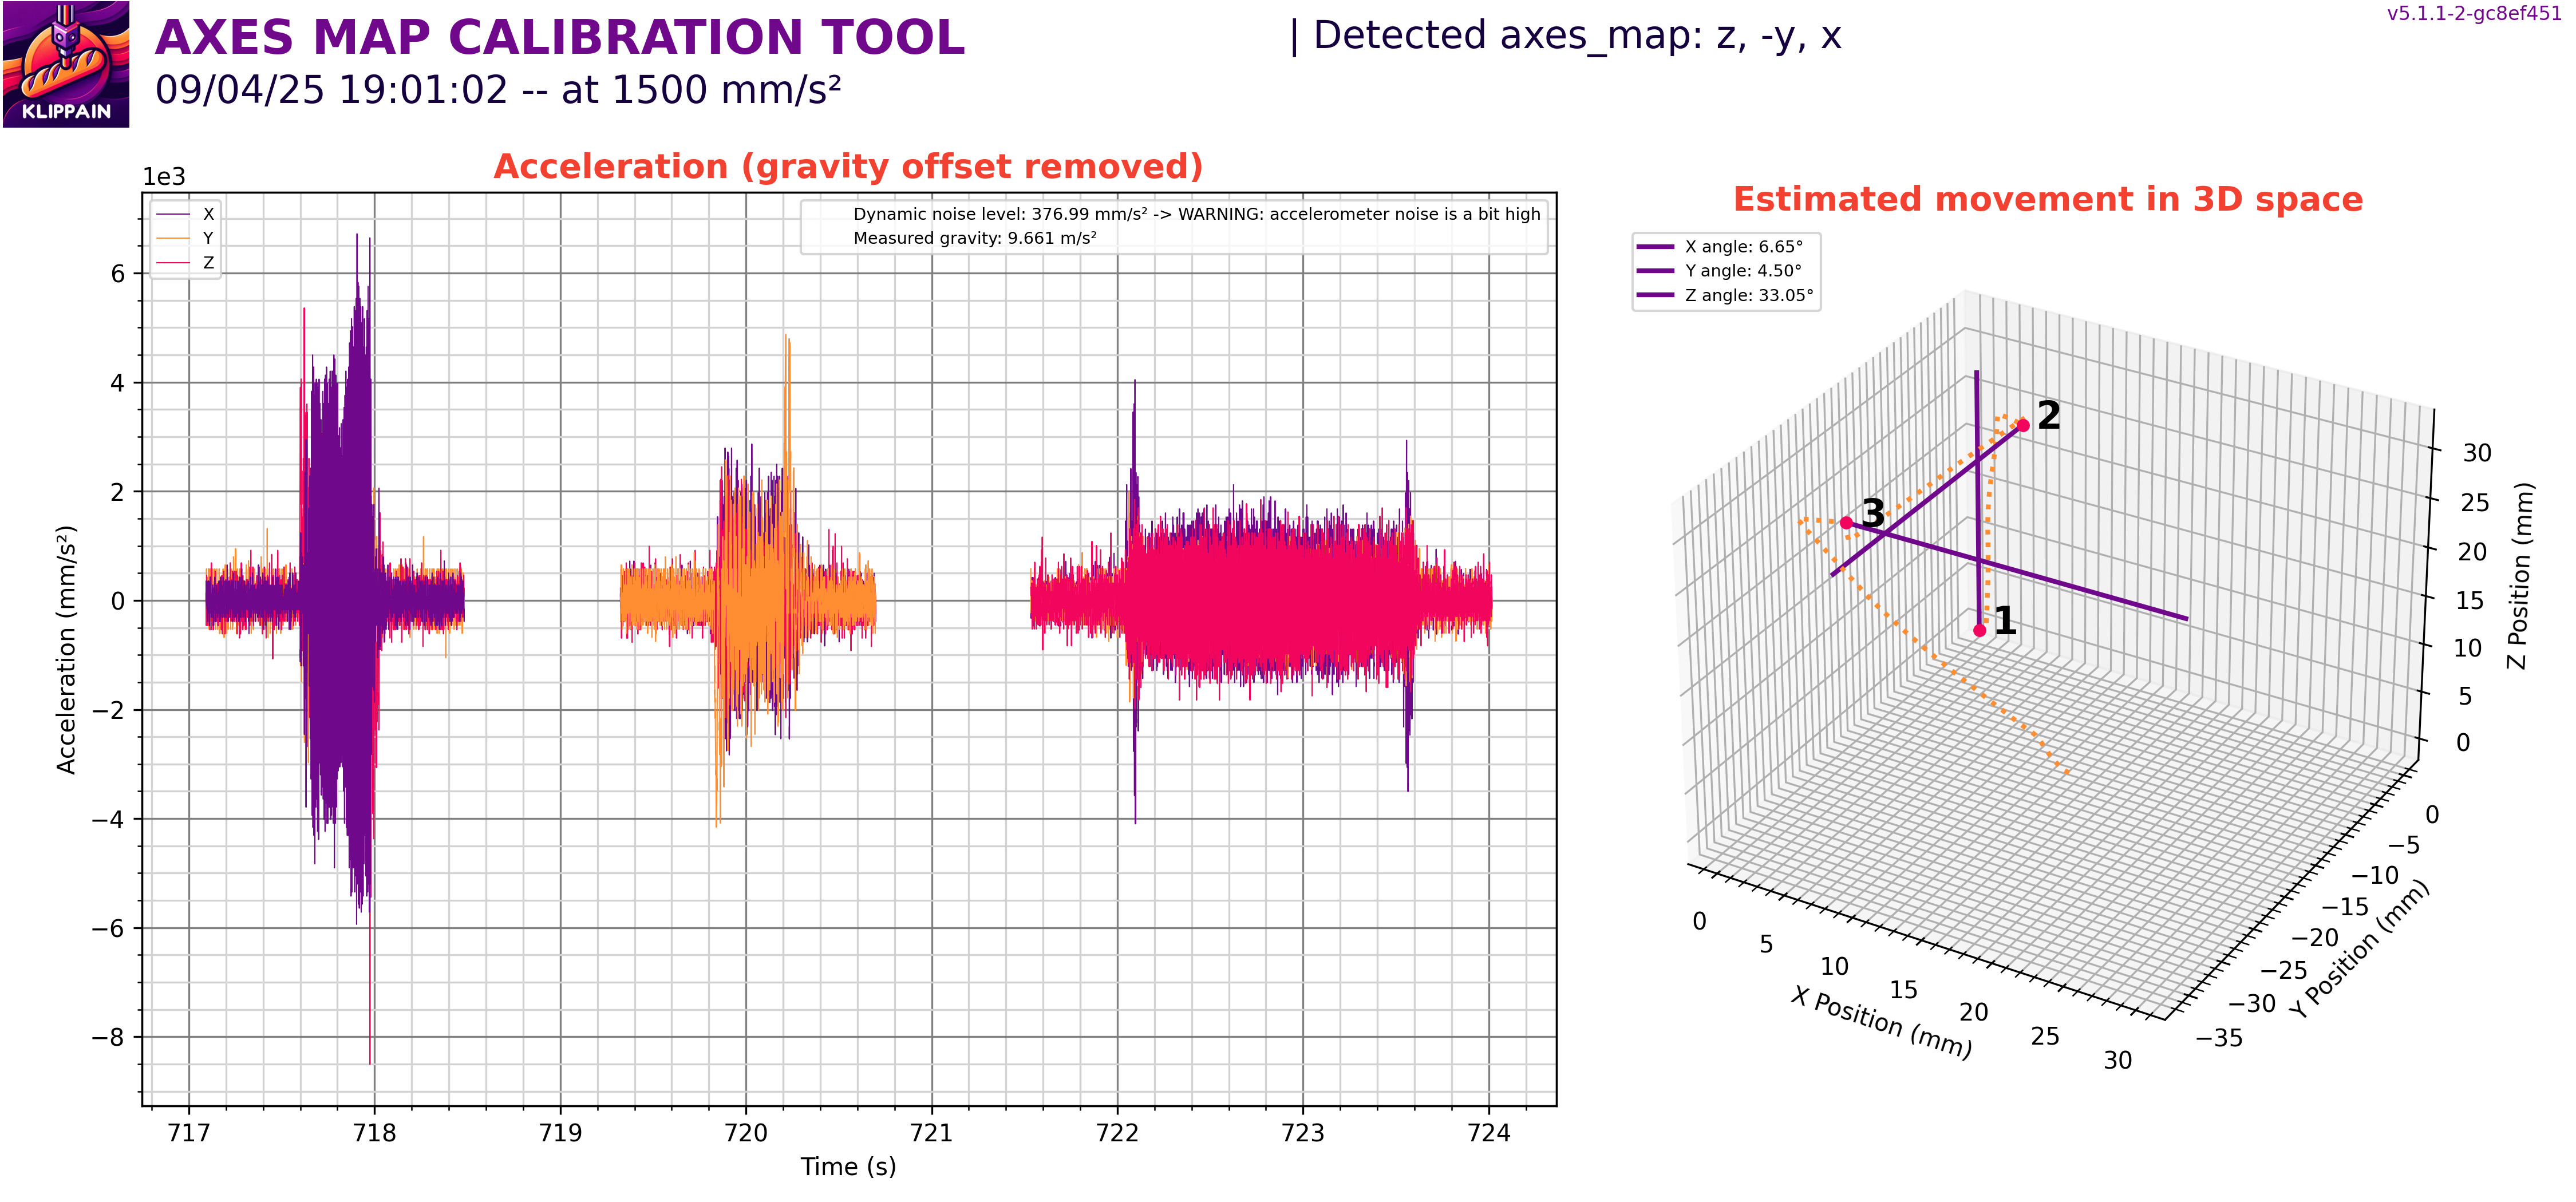 KLIPPAIN
AXES MAP CALIBRATION TOOL
09/04/25 19:01:02 -- at 1500 mm/s²
| Detected axes_map: z, -y, x
v5.1.1-2-gc8ef451
Acceleration (gravity offset removed)
1e3
X
Y
Z
Dynamic noise level: 376.99 mm/s² -> WARNING: accelerometer noise is a bit high
Measured gravity: 9.661 m/s²
6
4
2
0
−2
−4
−6
−8
Acceleration (mm/s²)
717 718 719 720 721 722 723 724
Time (s)
Estimated movement in 3D space
X angle: 6.65°
Y angle: 4.50°
Z angle: 33.05°
2
3
1
30
25
20
15
10
5
0
Z Position (mm)
0
−5
−10
−15
−20
−25
−30
−35
Y Position (mm)
0
5
10
15
20
25
30
X Position (mm)